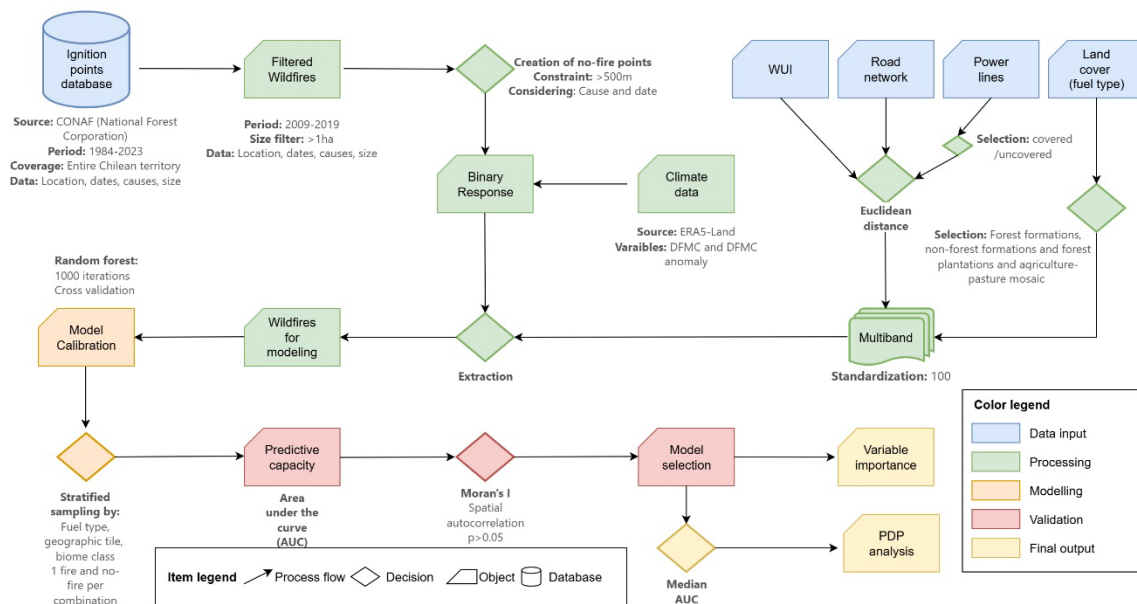 Ignition
points
database
Source: CONAF (National Forest
Corporation)
Period: 1984-2023
Coverage: Entire Chilean territory
Data: Location, dates, causes, size
Filtered
Wildfires
Period: 2009-2019
Size filter: >1ha
Data: Location, dates, causes, size
Creation of no-fire points
Constraint: >500m
Considering: Cause and date
WUI
Road
network
Power
lines
Land
cover
(fuel type)
Selection: covered
/uncovered
Binary
Response
Climate
data
Source: ERA5-Land
Varaibles: DFMC and DFMC
anomaly
Euclidean
distance
Selection: Forest formations,
non-forest formations and forest
plantations and agriculture-
pasture mosaic
Random forest:
1000 iterations
Cross validation
Model
Calibration
Wildfires
for
modeling
Extraction
Multiband
Standardization: 100
Stratified
sampling by:
Fuel type,
geographic tile,
biome class
1 fire and no-
fire per
combination
Predictive
capacity
Area
under the
curve
(AUC)
Moran's I
Spatial
autocorrelation
p>0.05
Model
selection
Variable
importance
Median
AUC
PDP
analysis
Color legend
Data input
Processing
Modelling
Validation
Final output
Item legend Process flow Decision Object Database